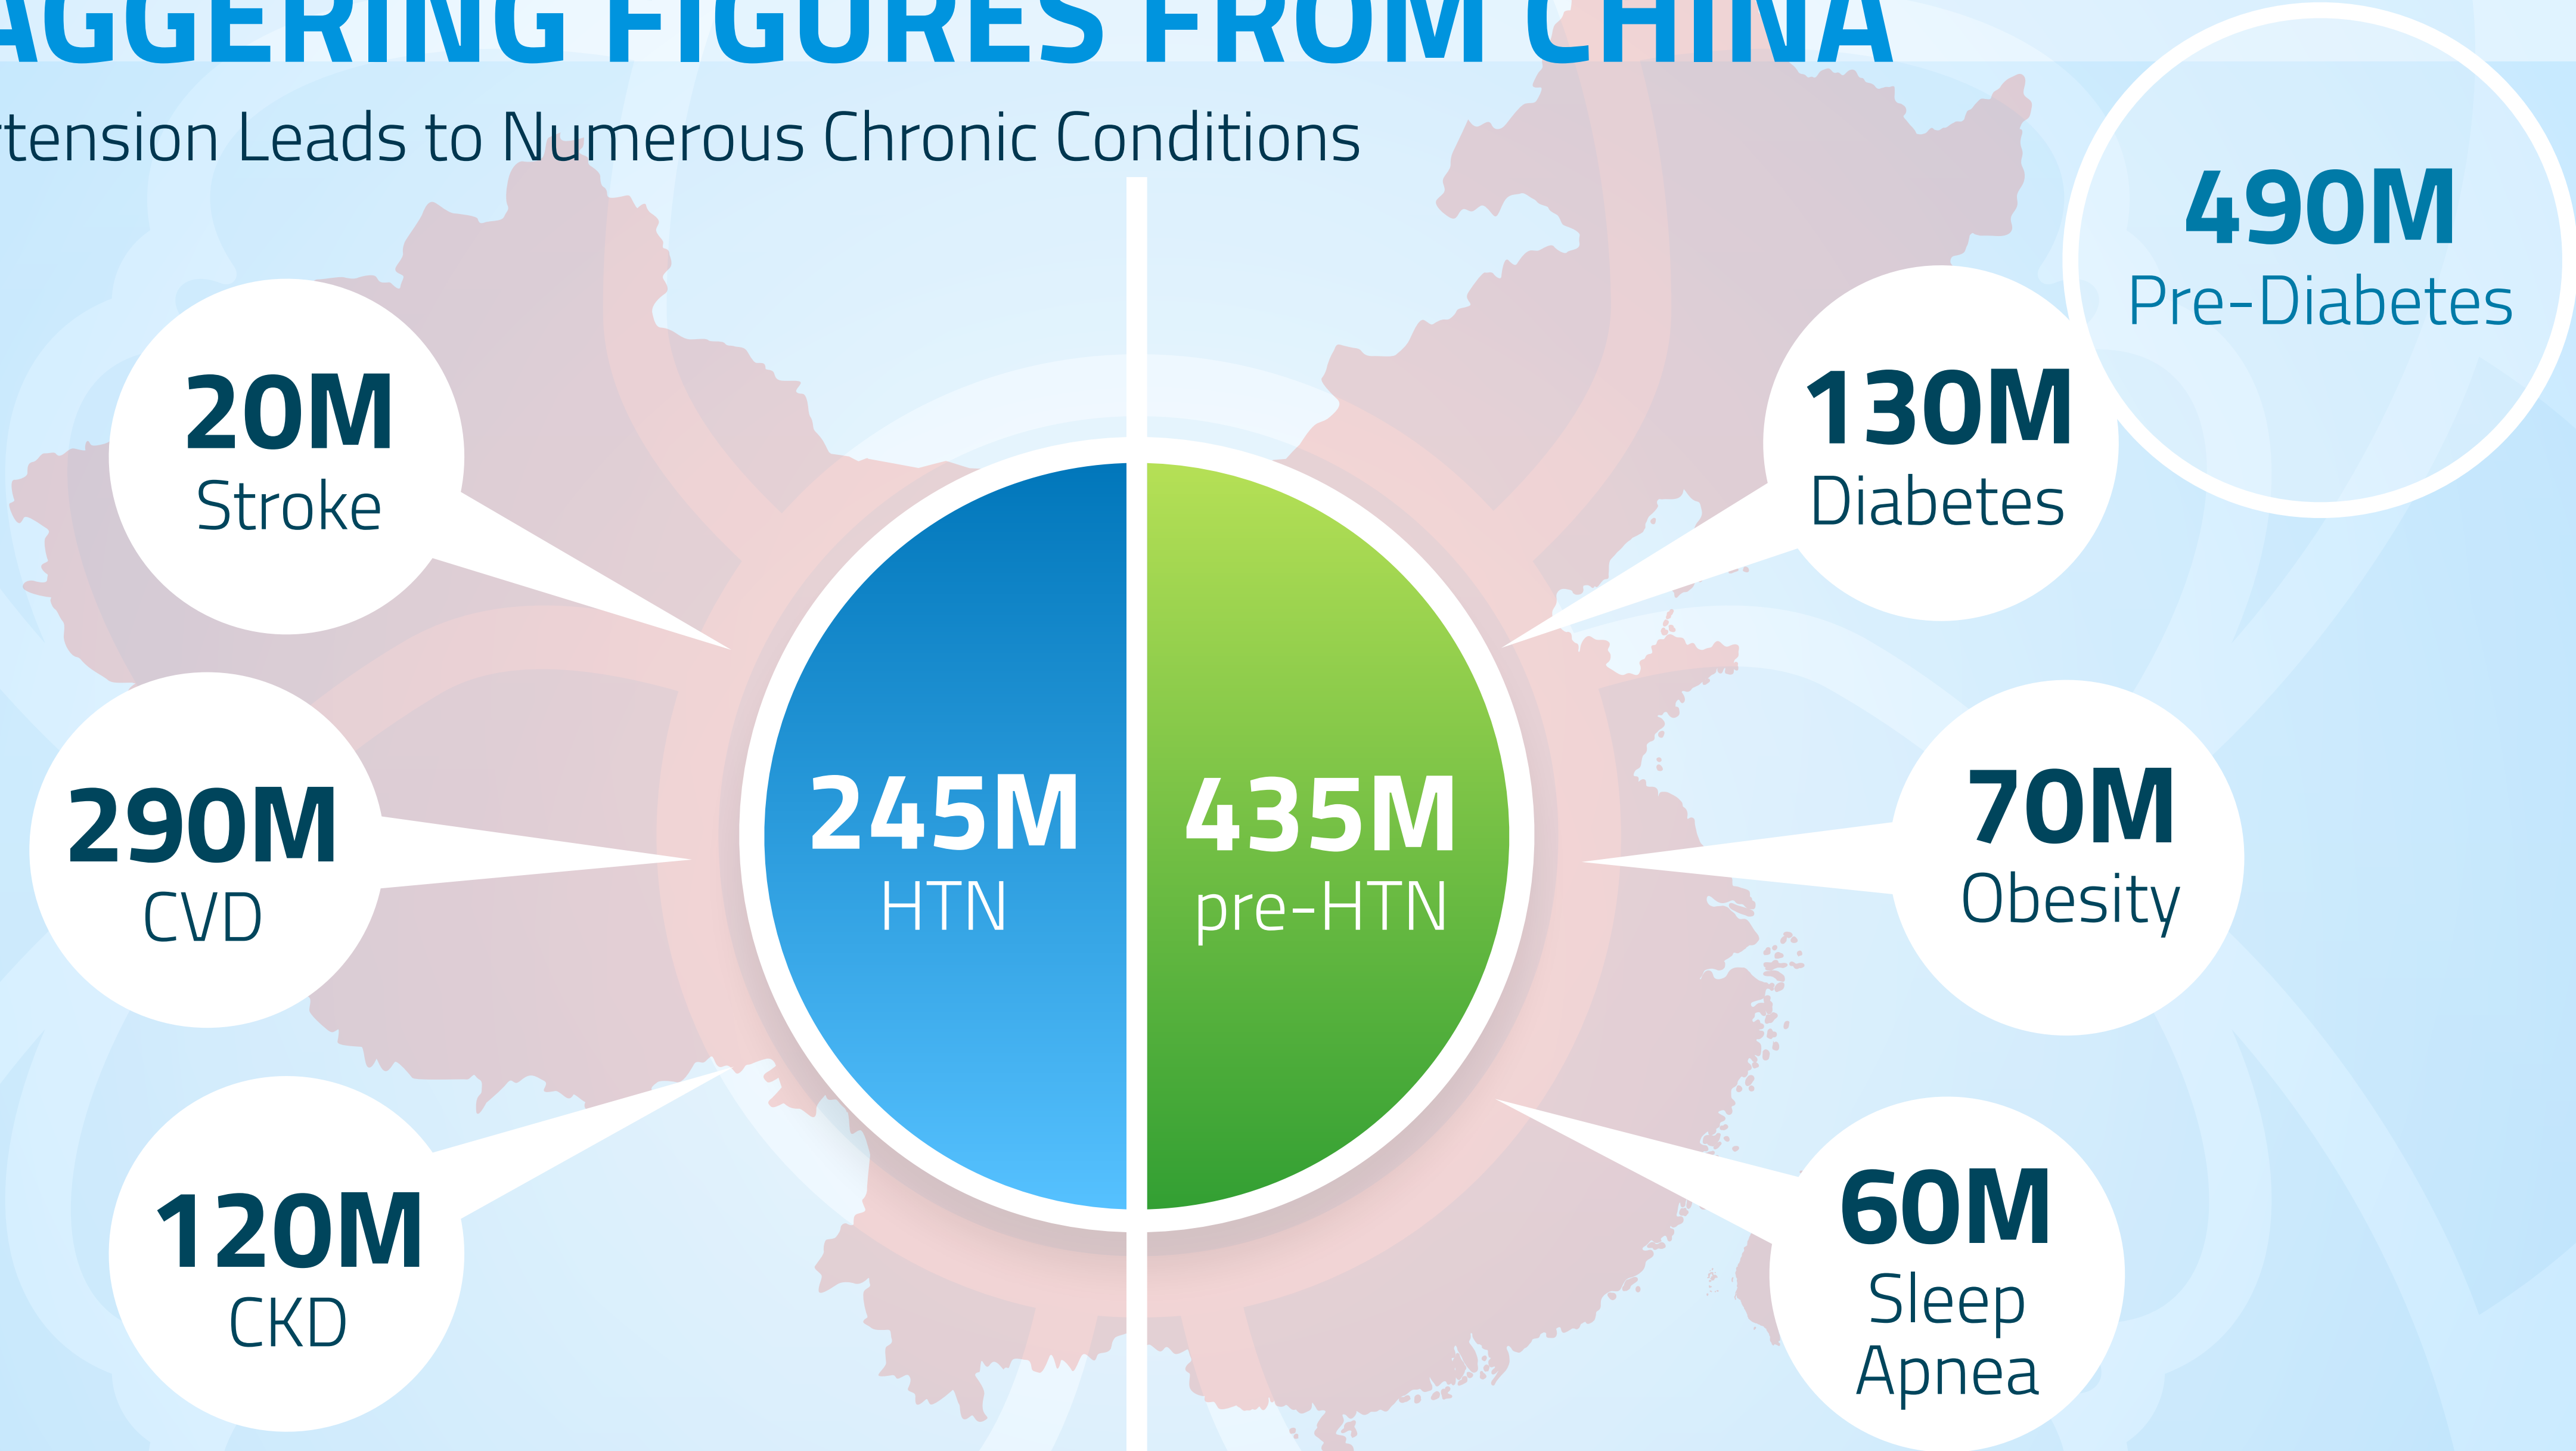 AGGERING FIGURES FROM CHINA
rtension Leads to Numerous Chronic Conditions
490M
Pre-Diabetes
20M
Stroke
130M
Diabetes
290M
CVD
245M
HTN
435M
pre-HTN
70M
Obesity
120M
CKD
60M
Sleep
Apnea